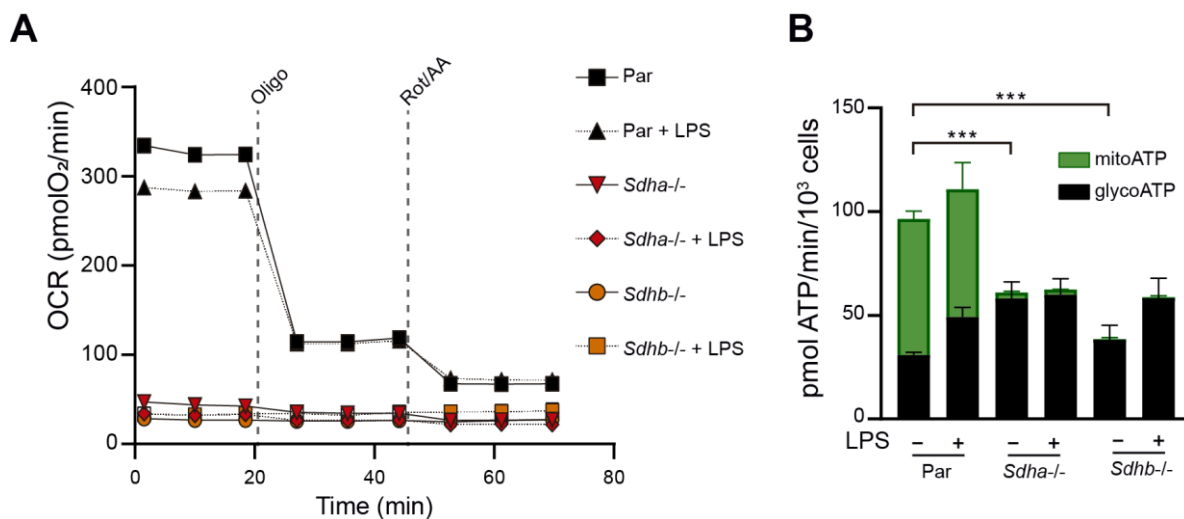 A
OCR (pmolO₂/min)
400
300
200
100
0
0
20
40
60
80
Time (min)
Oligo
Rot/AA
Par
Par + LPS
Sdha-/-
Sdha-/- + LPS
Sdhb-/-
Sdhb-/- + LPS
B
pmol ATP/min/10³ cells
150
100
50
0
***
***
mitoATP
glycoATP
LPS – + – + – +
Par Sdha-/- Sdhb-/-